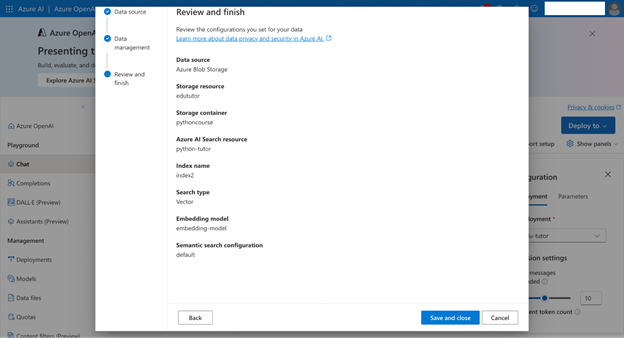 Azure AI | Azure OpenAI
Azure OpenAI
Presenting t
Build, evaluate, and d
Explore Azure AI S
Data source
Data
management
Review and
finish
Review and finish
Review the configurations you set for your data
Learn more about data privacy and security in Azure AI.
Data source
Azure Blob Storage
Storage resource
edututor
Storage container
pythoncourse
Azure AI Search resource
python-tutor
Index name
index2
Search type
Vector
Embedding model
embedding-model
Semantic search configuration
default
Back
Save and close
Cancel
Azure OpenAI
Playground
Chat
Completions
DALL·E (Preview)
Assistants (Preview)
Management
Deployments
Models
Data files
Quotas
Content filters (Preview)
Privacy & cookies
Deploy to
ort setup
Show panels
uration
yment
Parameters
loyment *
-tutor
ion settings
messages
ded
10
ent token count